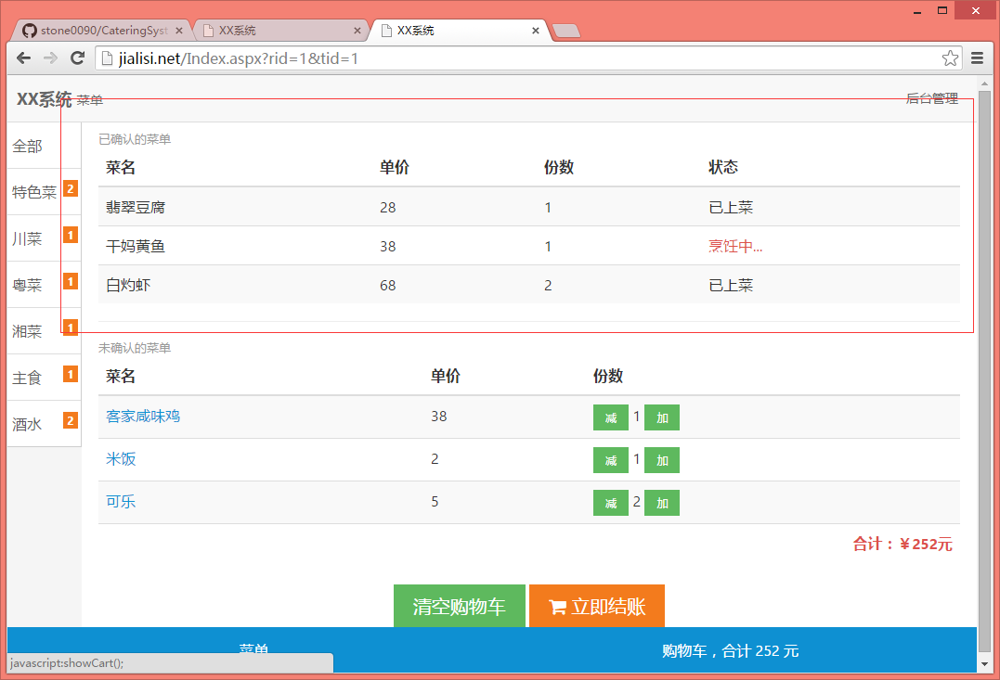 stone0090/CateringSyst
XX系统
XX系统
jialisi.net/Index.aspx?rid=1&tid=1
XX系统 菜单 后台管理
全部
特色菜 2
川菜 1
粤菜 1
湘菜 1
主食 1
酒水 2
已确认的菜单
菜名 单价 份数 状态
翡翠豆腐 28 1 已上菜
干妈黄鱼 38 1 烹饪中...
白灼虾 68 2 已上菜
未确认的菜单
菜名 单价 份数
客家咸味鸡 38 减 1 加
米饭 2 减 1 加
可乐 5 减 2 加
合计：￥252元
清空购物车 立即结账
菜单 购物车，合计 252 元
javascript:showCart();